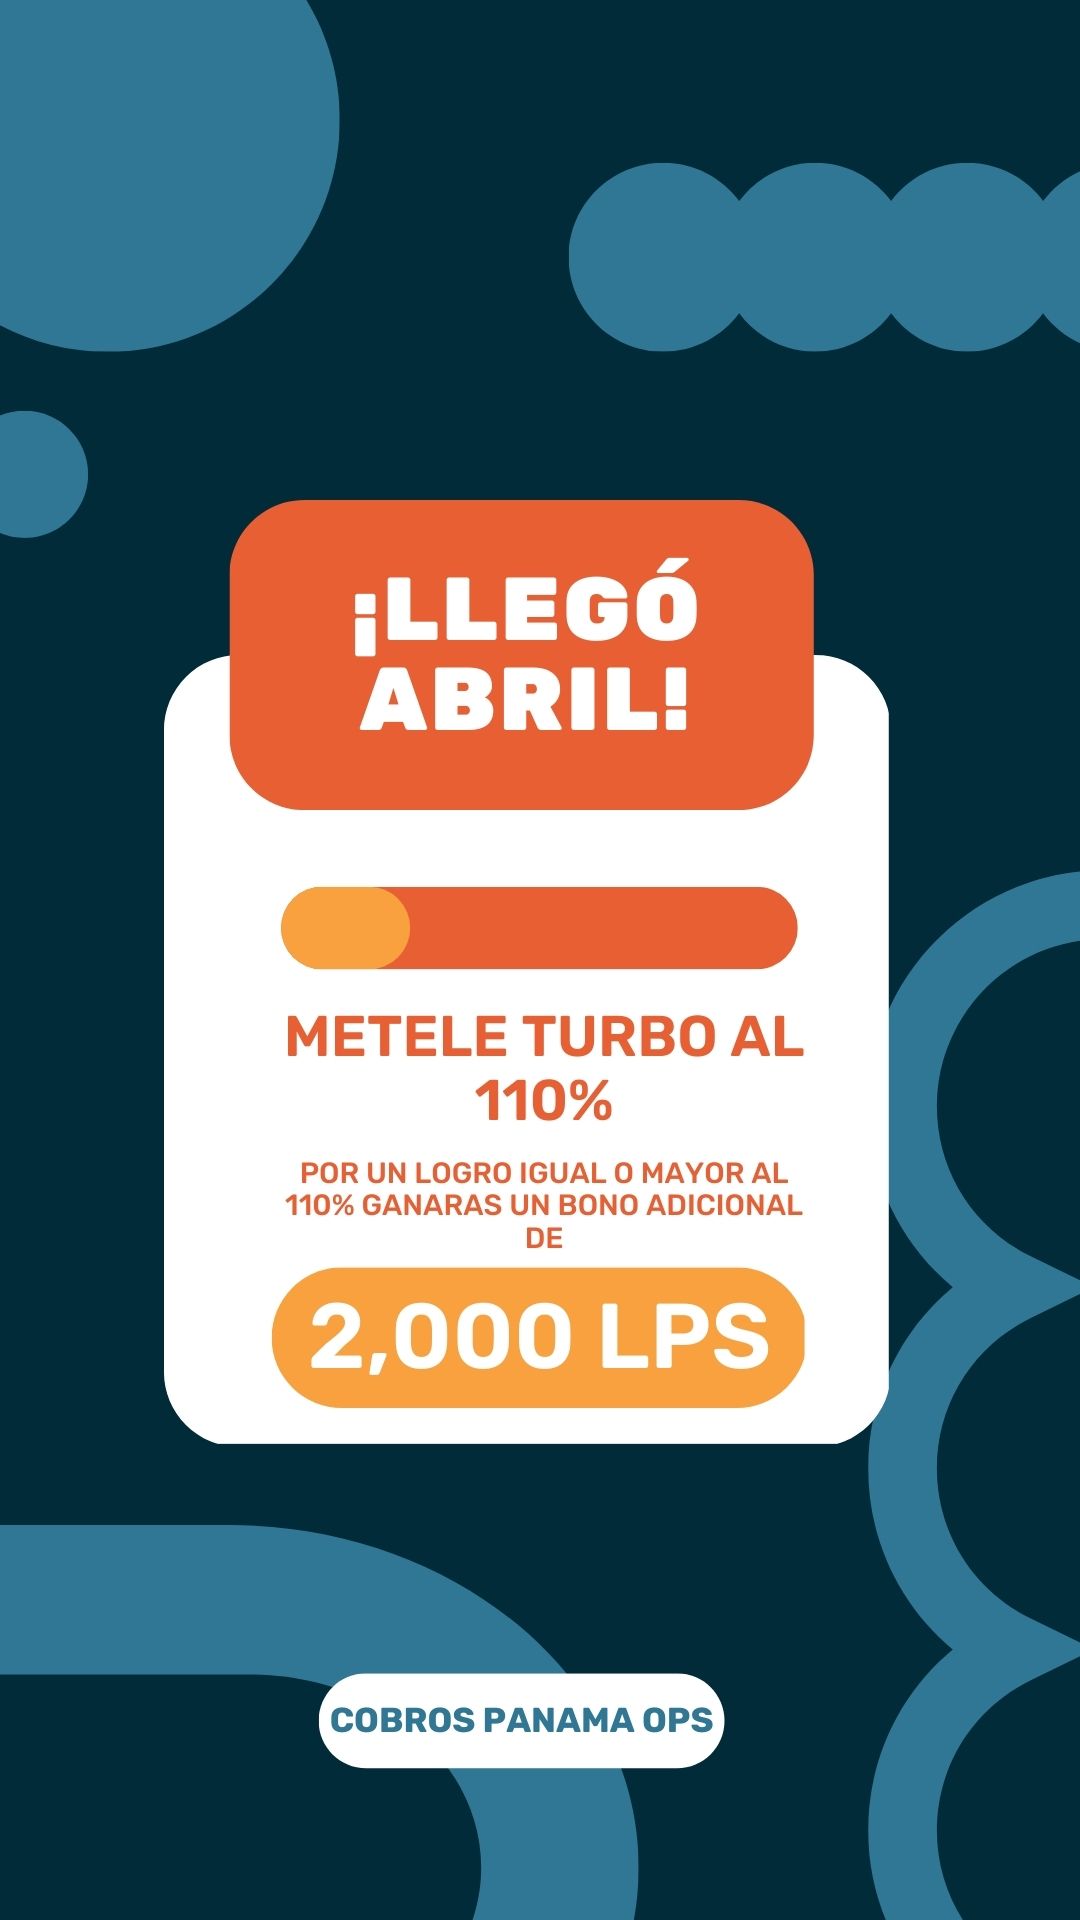 ¡LLEGÓ
ABRIL!
METELE TURBO AL
110%
POR UN LOGRO IGUAL O MAYOR AL
110% GANARAS UN BONO ADICIONAL
DE
2,000 LPS
COBROS PANAMA OPS